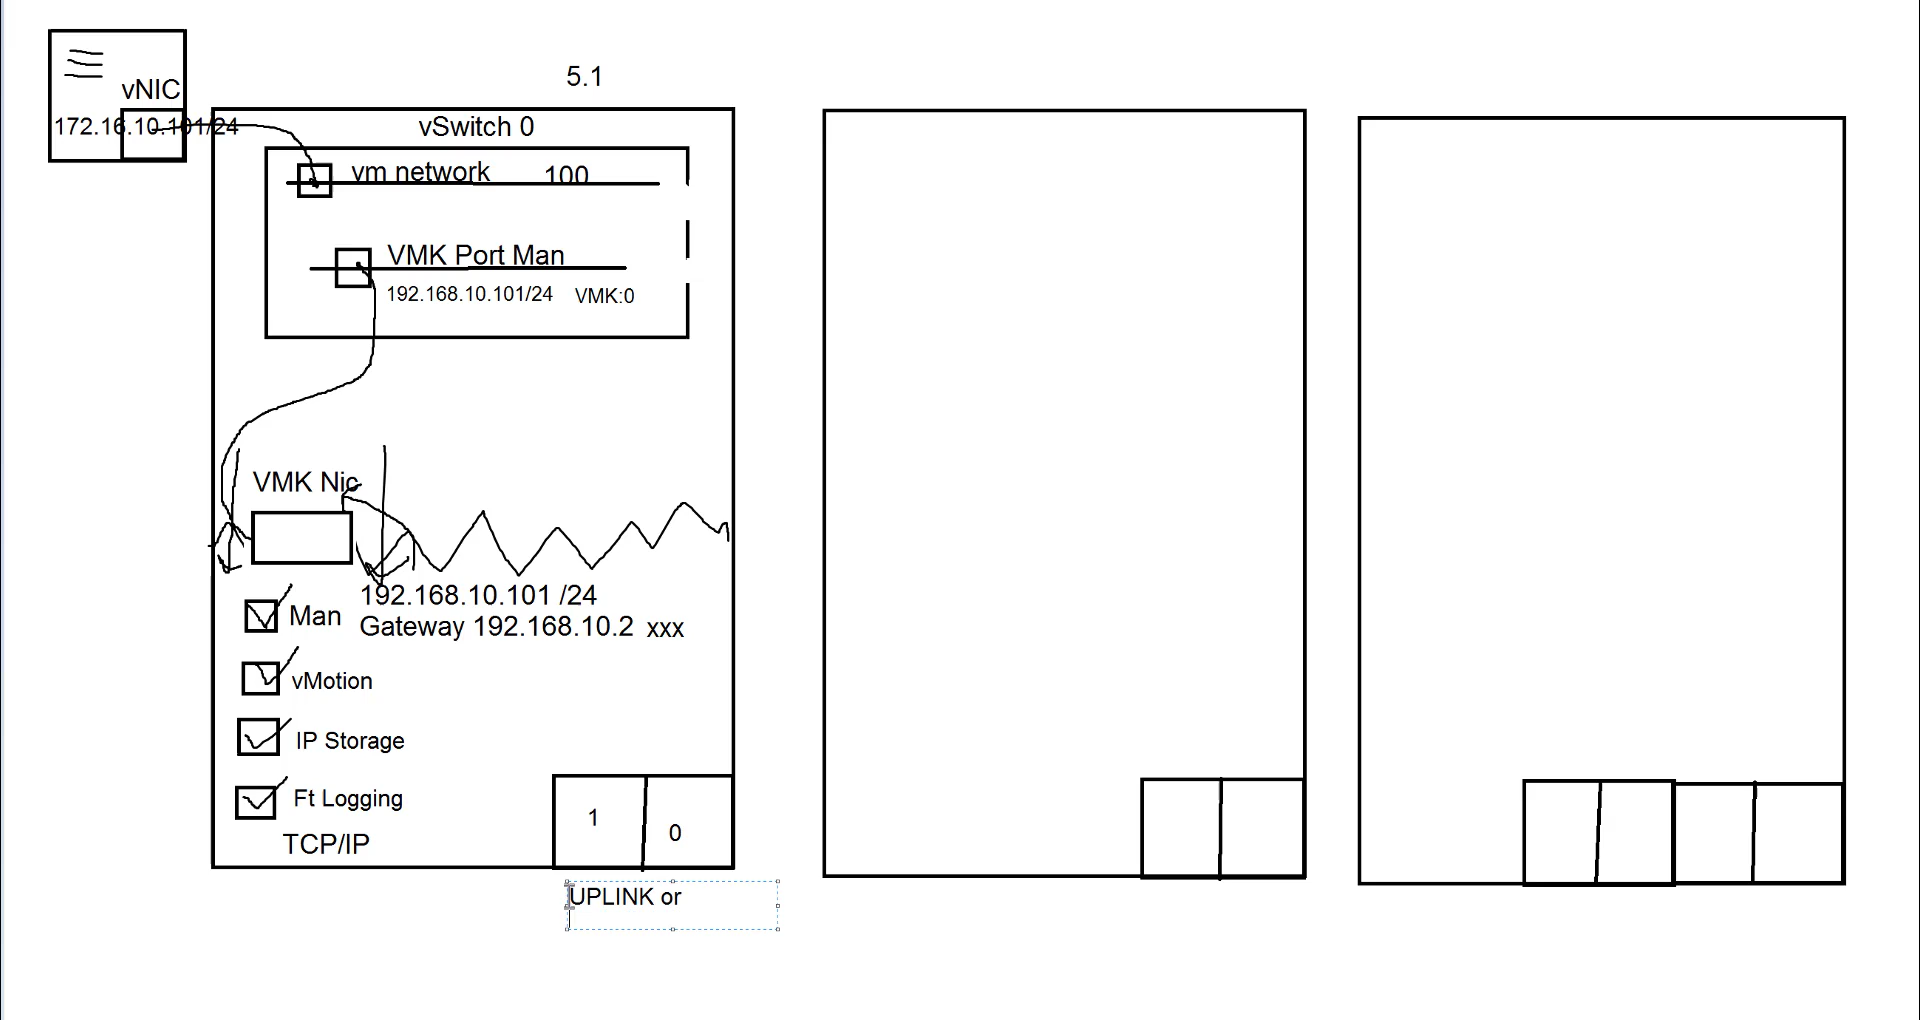 vNIC
172.16.10.101/24
5.1
vSwitch 0
vm network 100
VMK Port Man
192.168.10.101/24 VMK:0
VMK Nic
192.168.10.101 /24
Man
Gateway 192.168.10.2 xxx
vMotion
IP Storage
Ft Logging
TCP/IP
1
0
UPLINK or